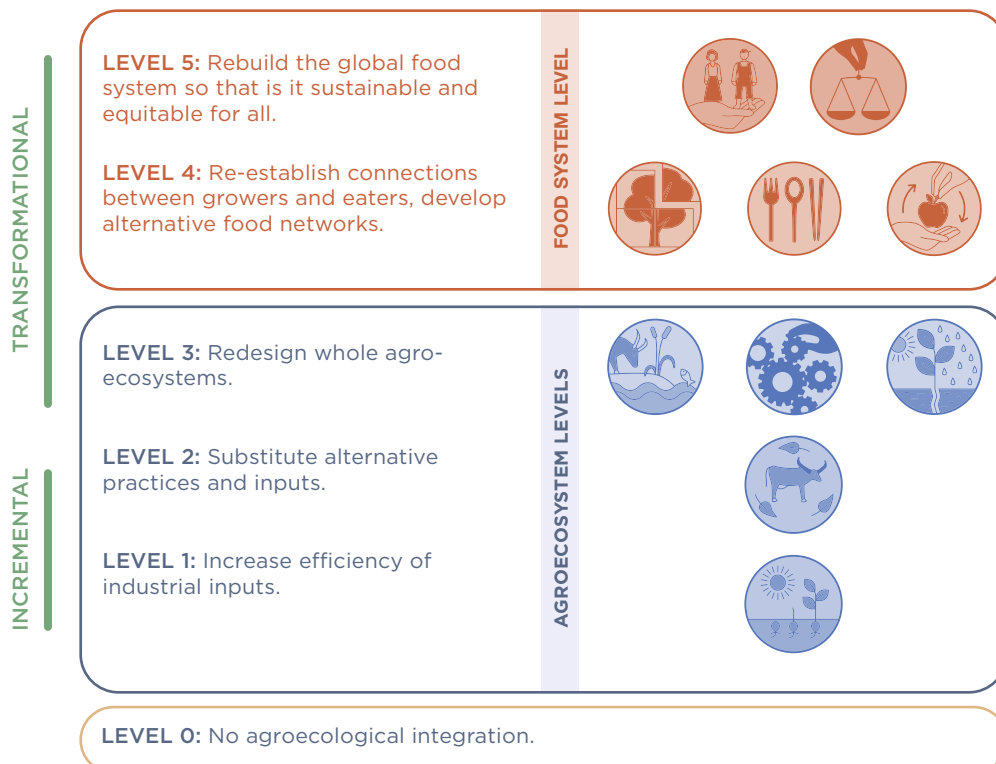 TRANSFORMATIONAL
LEVEL 5: Rebuild the global food
system so that is it sustainable and
equitable for all.
LEVEL 4: Re-establish connections
between growers and eaters, develop
alternative food networks.
FOOD SYSTEM LEVEL
LEVEL 3: Redesign whole agro-
ecosystems.
INCREMENTAL
LEVEL 2: Substitute alternative
practices and inputs.
LEVEL 1: Increase efficiency of
industrial inputs.
AGROECOSYSTEM LEVELS
LEVEL 0: No agroecological integration.